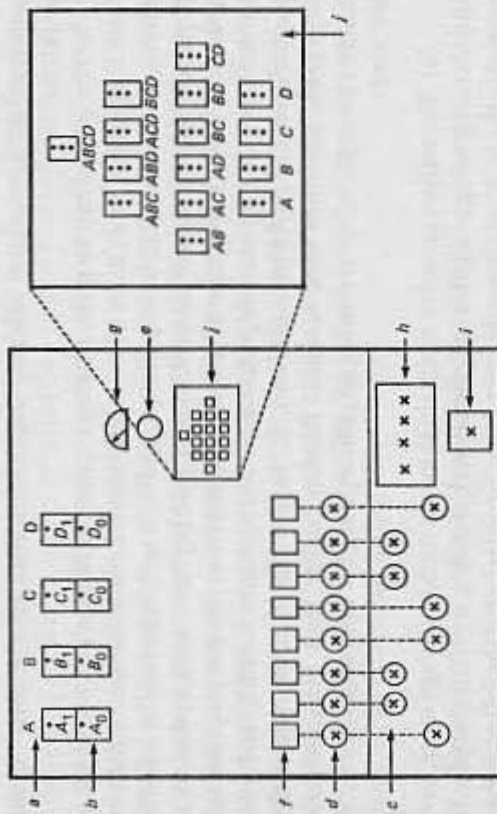 ABCD
ABC ABD ACD BCD
AB AC AD BC BD CD
A B C D
j
A B C D
a
A1 B1 C1 D1
b
A0 B0 C0 D0
g
e
j
f
d
c
h
i